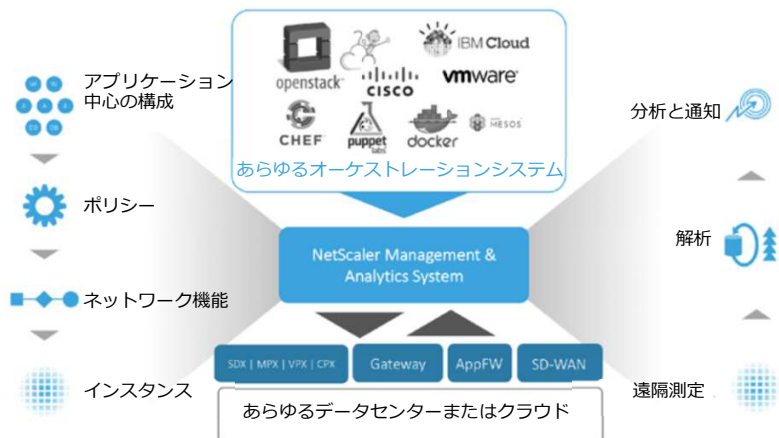 アプリケーション
中心の構成
ポリシー
ネットワーク機能
インスタンス
openstack
CISCO
IBM Cloud
vmware
CHEF
puppet
labs
docker
MESOS
あらゆるオーケストレーションシステム
NetScaler Management &
Analytics System
SDX | MPX | VPX | CPX
Gateway
AppFW
SD-WAN
あらゆるデータセンターまたはクラウド
分析と通知
解析
遠隔測定